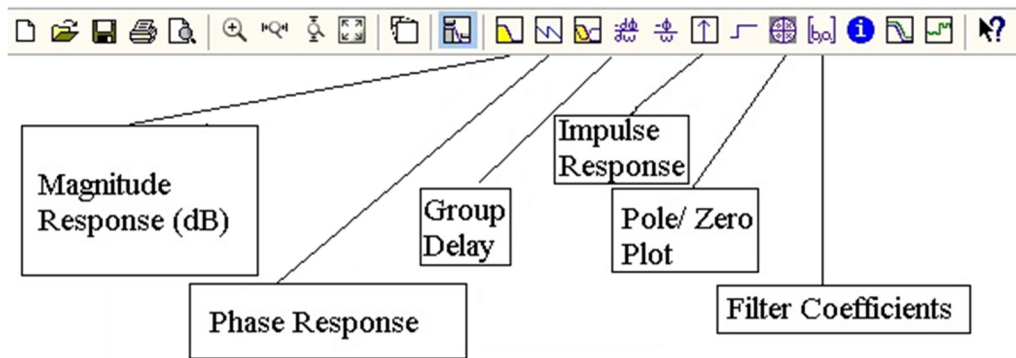 [b,a]
i
?
Magnitude
Response (dB)
Phase Response
Group
Delay
Impulse
Response
Pole/ Zero
Plot
Filter Coefficients